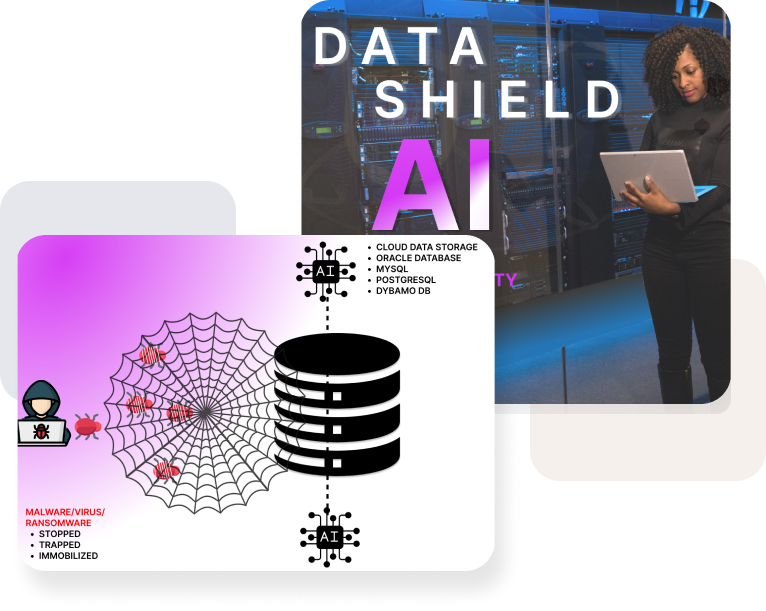 DATA
SHIELD
AI
TY
AI
• CLOUD DATA STORAGE
• ORACLE DATABASE
• MYSQL
• POSTGRESQL
• DYBAMO DB
MALWARE/VIRUS/
RANSOMWARE
• STOPPED
• TRAPPED
• IMMOBILIZED
AI